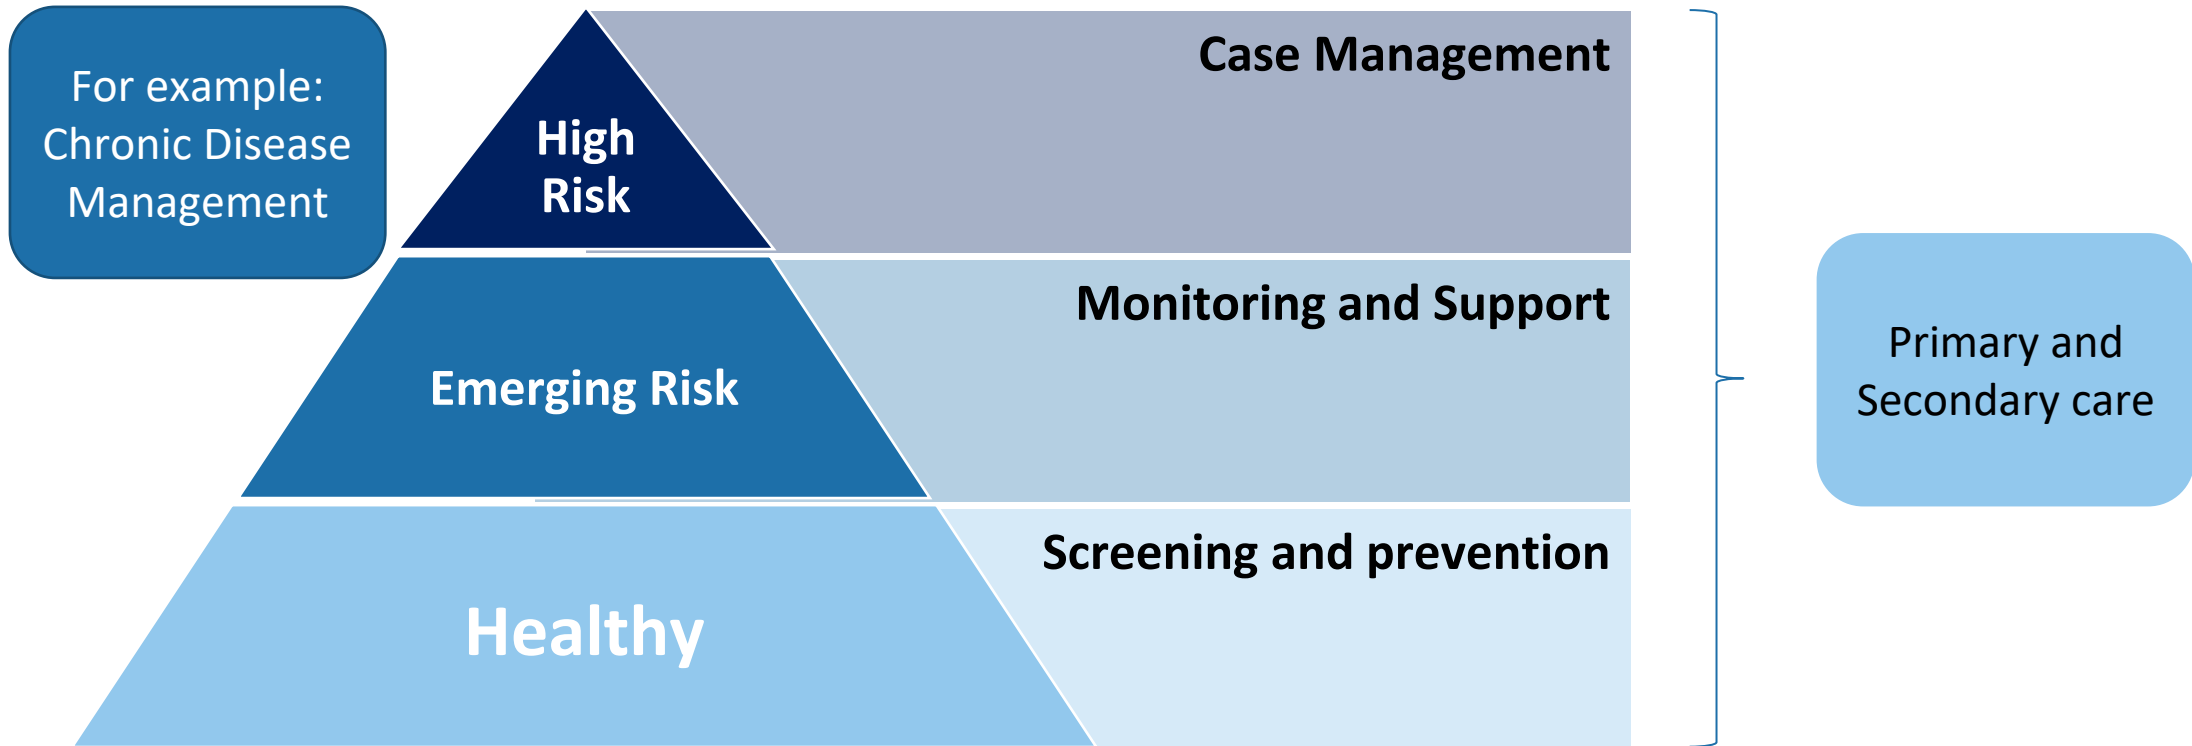 For example:
Chronic Disease
Management
High
Risk
Case Management
Emerging Risk
Monitoring and Support
Healthy
Screening and prevention
Primary and
Secondary care